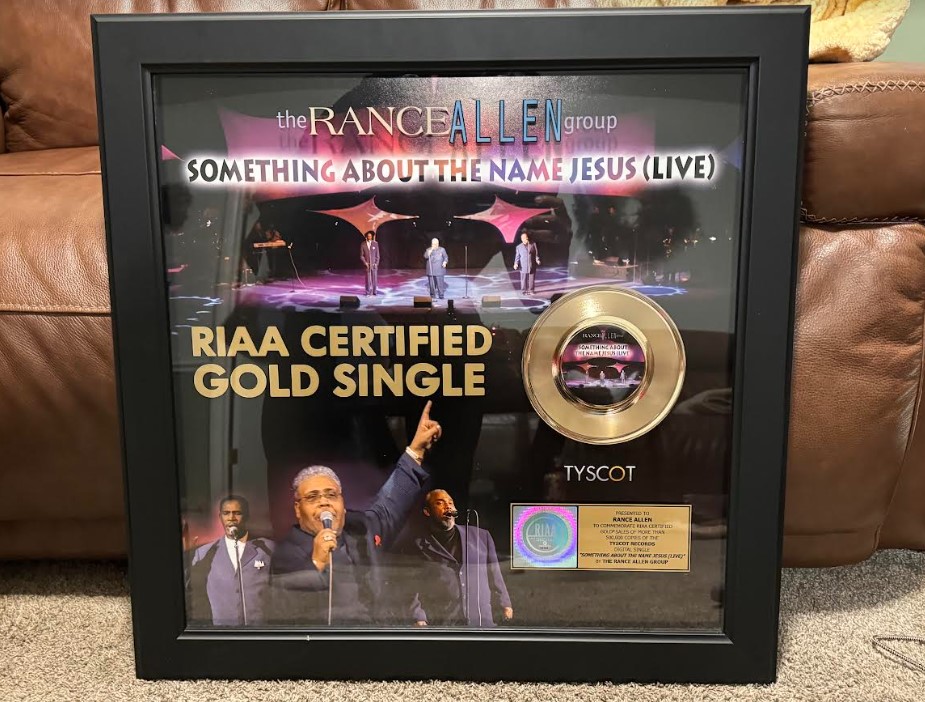 the RANCE ALLEN group
SOMETHING ABOUT THE NAME JESUS (LIVE)
RIAA CERTIFIED
GOLD SINGLE
RANCE ALLEN
SOMETHING ABOUT
THE NAME JESUS (LIVE)
TYSCOT
RIAA
PRESENTED TO
RANCE ALLEN
TO COMMEMORATE RIAA CERTIFIED
GOLD SALES OF MORE THAN
500,000 COPIES OF THE
TYSCOT RECORDS
DIGITAL SINGLE
"SOMETHING ABOUT THE NAME JESUS (LIVE)"
BY THE RANCE ALLEN GROUP